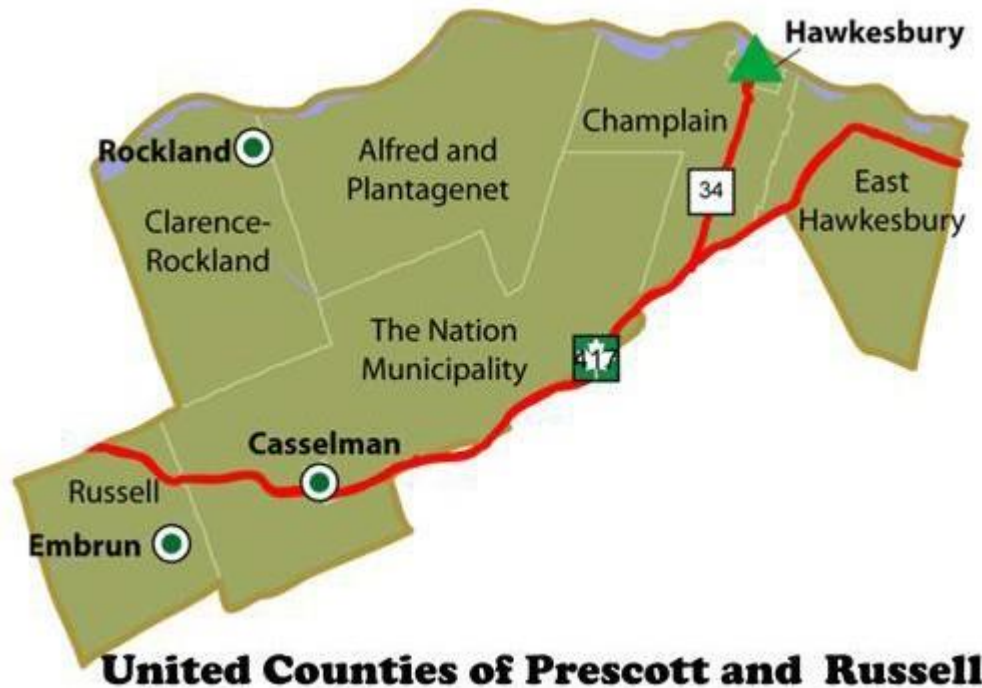 Hawkesbury
Champlain
Rockland
Alfred and
Plantagenet
34
East
Hawkesbury
Clarence-
Rockland
The Nation
Municipality
417
Casselman
Russell
Embrun
United Counties of Prescott and Russell